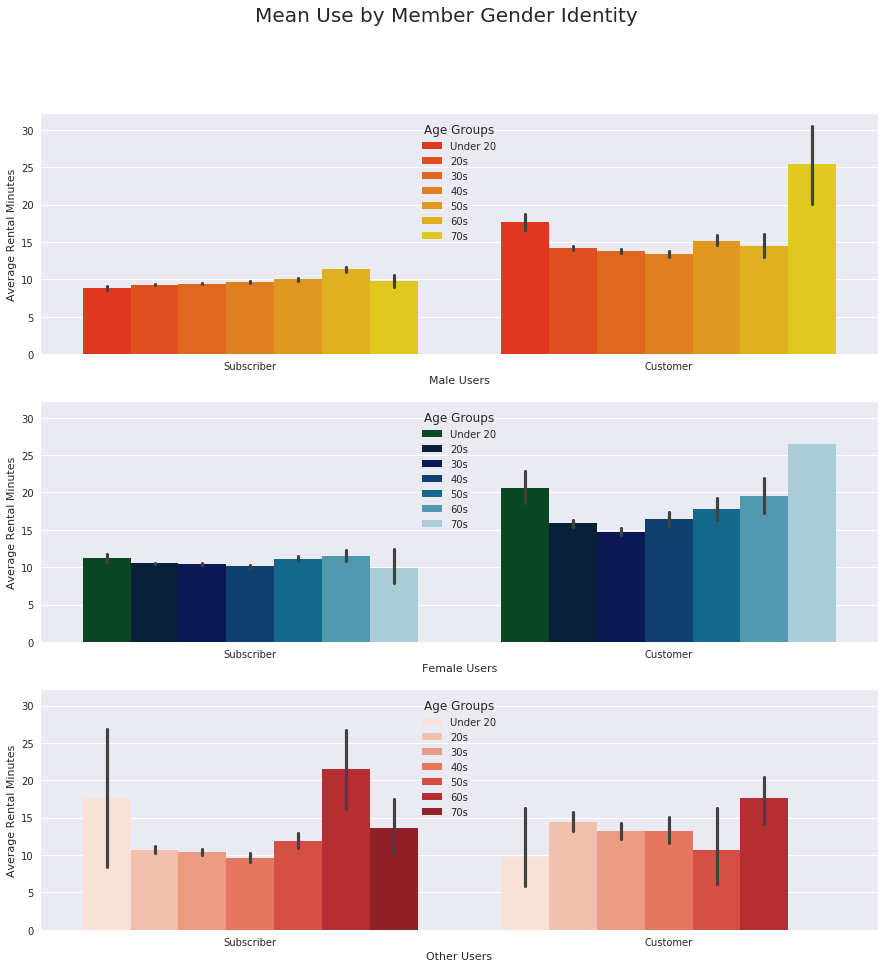 Mean Use by Member Gender Identity
Average Rental Minutes
30
25
20
15
10
5
0
Age Groups
Under 20
20s
30s
40s
50s
60s
70s
Subscriber
Customer
Male Users
Average Rental Minutes
30
25
20
15
10
5
0
Age Groups
Under 20
20s
30s
40s
50s
60s
70s
Subscriber
Customer
Female Users
Average Rental Minutes
30
25
20
15
10
5
0
Age Groups
Under 20
20s
30s
40s
50s
60s
70s
Subscriber
Customer
Other Users